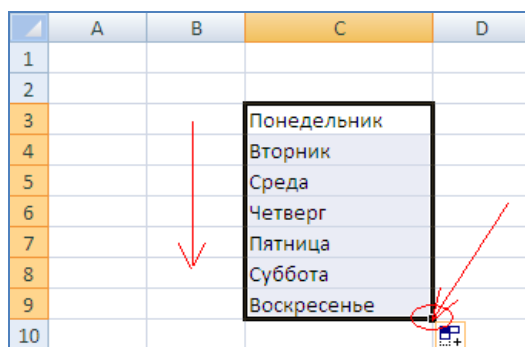 A B C D
1
2
3 Понедельник
4 Вторник
5 Среда
6 Четверг
7 Пятница
8 Суббота
9 Воскресенье
10